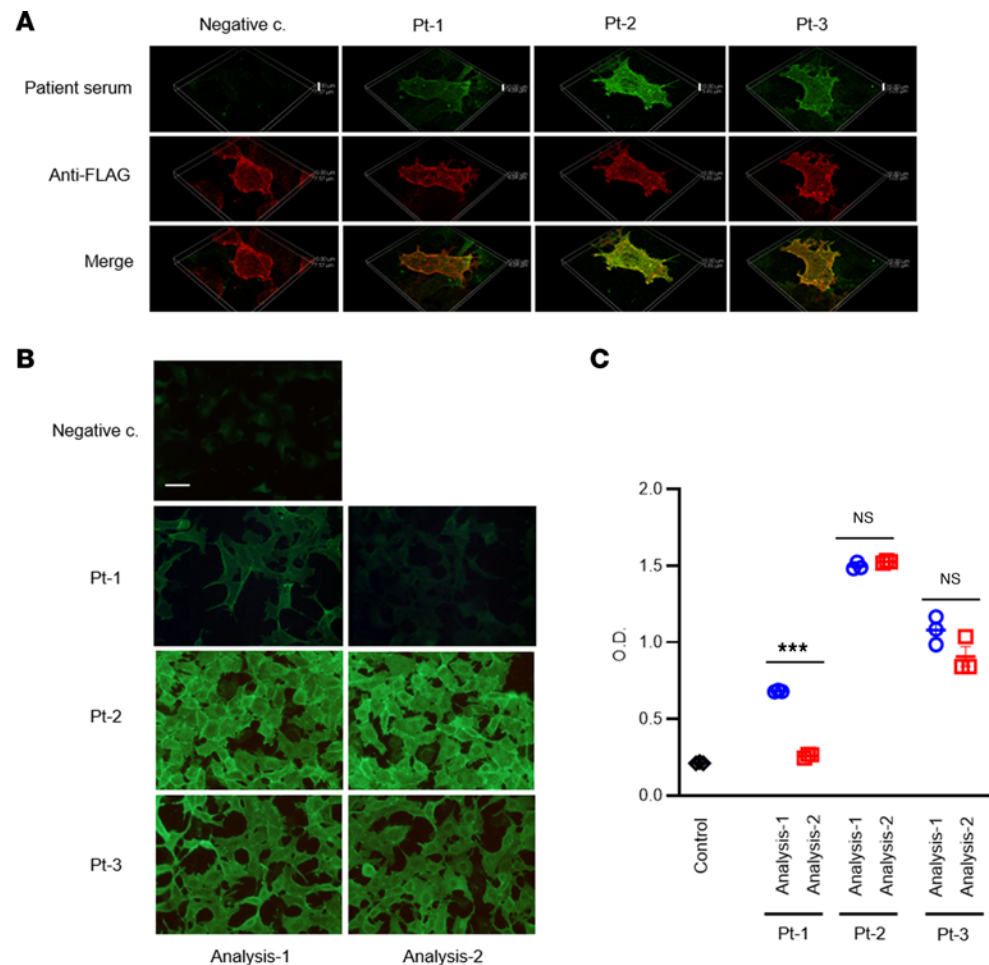 A
Negative c. Pt-1 Pt-2 Pt-3
Patient serum
Anti-FLAG
Merge
B
Negative c.
Pt-1
Pt-2
Pt-3
Analysis-1 Analysis-2
C
2.0
1.5
1.0
0.5
0.0
O.D.
NS
NS
***
Control
Analysis-1
Analysis-2
Analysis-1
Analysis-2
Analysis-1
Analysis-2
Pt-1 Pt-2 Pt-3